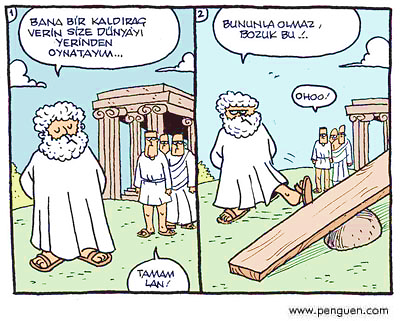 1
BANA BİR KALDIRAÇ
VERİN SİZE DÜNYAYI
YERİNDEN
OYNATAYIM...
TAMAM
LAN!
2
BUNUNLA OLMAZ,
BOZUK BU...
OHOO!
www.penguen.com